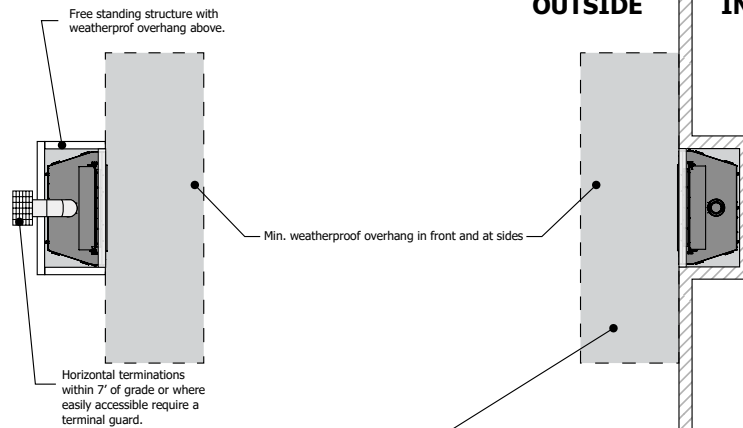 Free standing structure with
weatherprof overhang above.
OUTSIDE
Min. weatherproof overhang in front and at sides
Horizontal terminations
within 7' of grade or where
easily accessible require a
terminal guard.